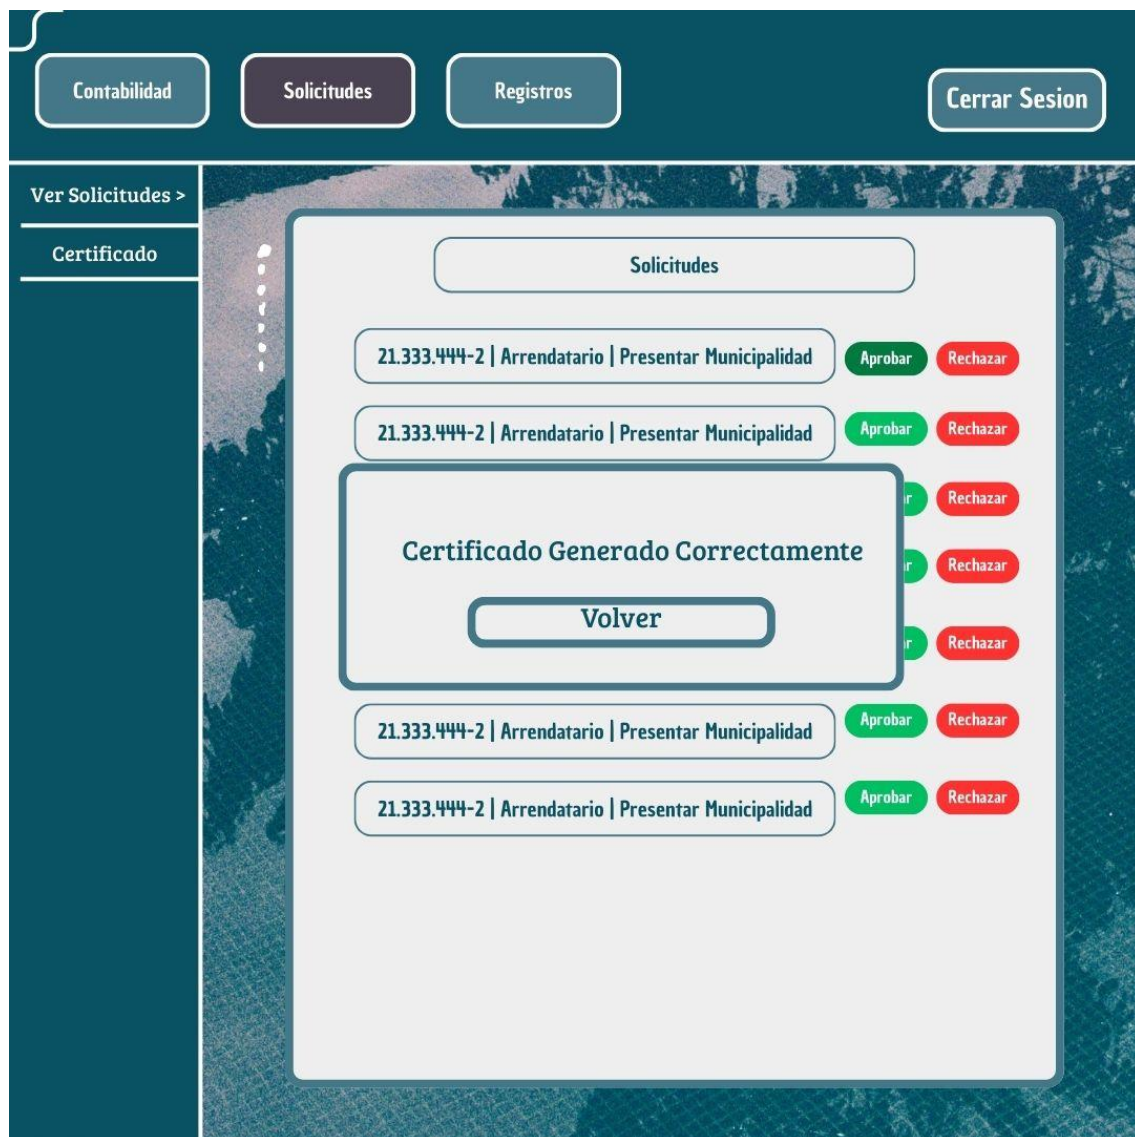 Contabilidad
Solicitudes
Registros
Cerrar Sesion
Ver Solicitudes >
Certificado
Solicitudes
21.333.444-2 | Arrendatario | Presentar Municipalidad Aprobar Rechazar
21.333.444-2 | Arrendatario | Presentar Municipalidad Aprobar Rechazar
Rechazar
Certificado Generado Correctamente
Rechazar
Volver
Rechazar
21.333.444-2 | Arrendatario | Presentar Municipalidad Aprobar Rechazar
21.333.444-2 | Arrendatario | Presentar Municipalidad Aprobar Rechazar